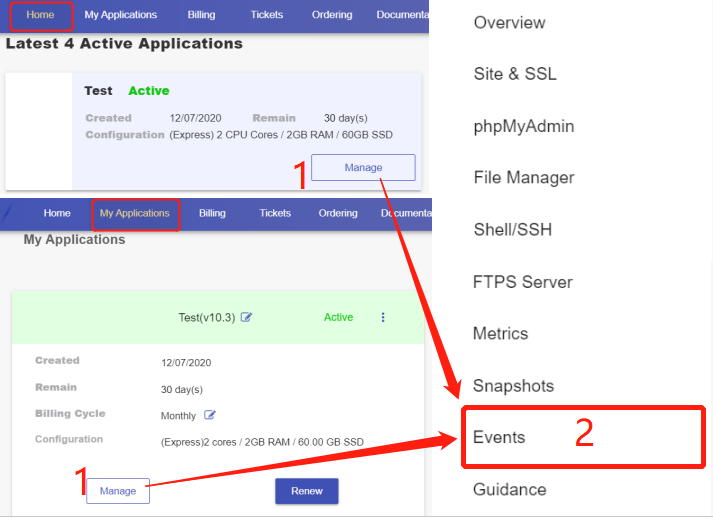 Home My Applications Billing Tickets Ordering Documenta
Latest 4 Active Applications
Test Active
Created 12/07/2020 Remain 30 day(s)
Configuration (Express) 2 CPU Cores / 2GB RAM / 60GB SSD
1 Manage
Home My Applications Billing Tickets Ordering Documenta
My Applications
Test(v10.3) Active
Created 12/07/2020
Remain 30 day(s)
Billing Cycle Monthly
Configuration (Express)2 cores / 2GB RAM / 60.00 GB SSD
1 Manage Renew
Overview
Site & SSL
phpMyAdmin
File Manager
Shell/SSH
FTPS Server
Metrics
Snapshots
Events 2
Guidance